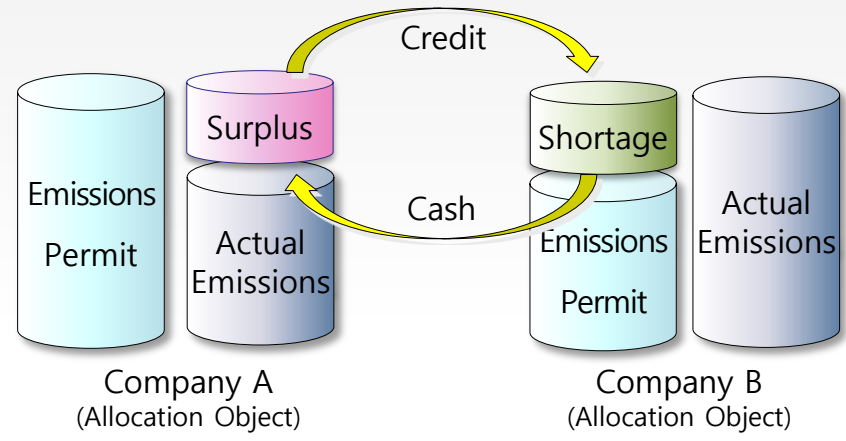 Credit
Surplus
Shortage
Emissions
Permit
Actual
Emissions
Cash
Emissions
Permit
Actual
Emissions
Company A
(Allocation Object)
Company B
(Allocation Object)